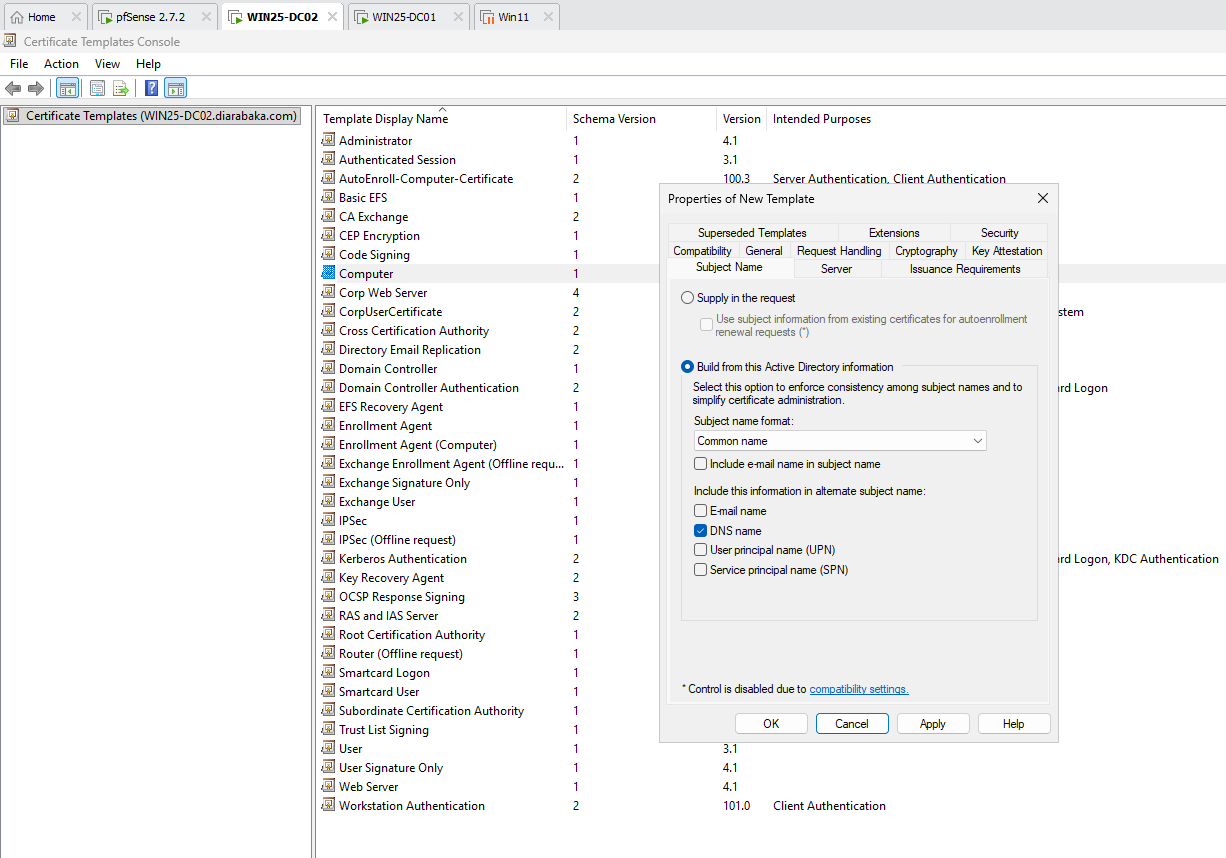 Home
pfSense 2.7.2
WIN25-DC02
WIN25-DC01
Win11
Certificate Templates Console
File Action View Help
Certificate Templates (WIN25-DC02.diarabaka.com)
Template Display Name Schema Version Version Intended Purposes
Administrator 1 4.1
Authenticated Session 1 3.1
AutoEnroll-Computer-Certificate 2 100.3 Server Authentication, Client Authentication
Basic EFS 1
CA Exchange 2
CEP Encryption 1
Code Signing 1
Computer 1
Corp Web Server 4
CorpUserCertificate 2 stem
Cross Certification Authority 2
Directory Email Replication 2
Domain Controller 1
Domain Controller Authentication 2 rd Logon
EFS Recovery Agent 1
Enrollment Agent 1
Enrollment Agent (Computer) 1
Exchange Enrollment Agent (Offline requ... 1
Exchange Signature Only 1
Exchange User 1
IPSec 1
IPSec (Offline request) 1
Kerberos Authentication 2 rd Logon, KDC Authentication
Key Recovery Agent 2
OCSP Response Signing 3
RAS and IAS Server 2
Root Certification Authority 1
Router (Offline request) 1
Smartcard Logon 1
Smartcard User 1
Subordinate Certification Authority 1
Trust List Signing 1
User 1 3.1
User Signature Only 1 4.1
Web Server 1 4.1
Workstation Authentication 2 101.0 Client Authentication
Properties of New Template
Superseded Templates Extensions Security
Compatibility General Request Handling Cryptography Key Attestation
Subject Name Server Issuance Requirements
Supply in the request
Use subject information from existing certificates for autoenrollment
renewal requests (*)
Build from this Active Directory information
Select this option to enforce consistency among subject names and to
simplify certificate administration.
Subject name format:
Common name
Include e-mail name in subject name
Include this information in alternate subject name:
E-mail name
DNS name
User principal name (UPN)
Service principal name (SPN)
* Control is disabled due to compatibility settings.
OK Cancel Apply Help